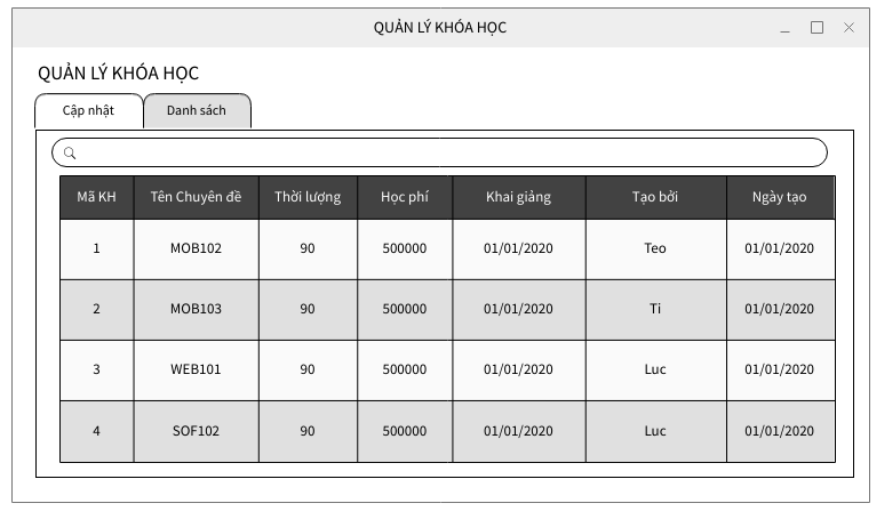 QUẢN LÝ KHÓA HỌC
QUẢN LÝ KHÓA HỌC
Cập nhật Danh sách
Mã KH Tên Chuyên đề Thời lượng Học phí Khai giảng Tạo bởi Ngày tạo
1 MOB102 90 500000 01/01/2020 Teo 01/01/2020
2 MOB103 90 500000 01/01/2020 Ti 01/01/2020
3 WEB101 90 500000 01/01/2020 Luc 01/01/2020
4 SOF102 90 500000 01/01/2020 Luc 01/01/2020